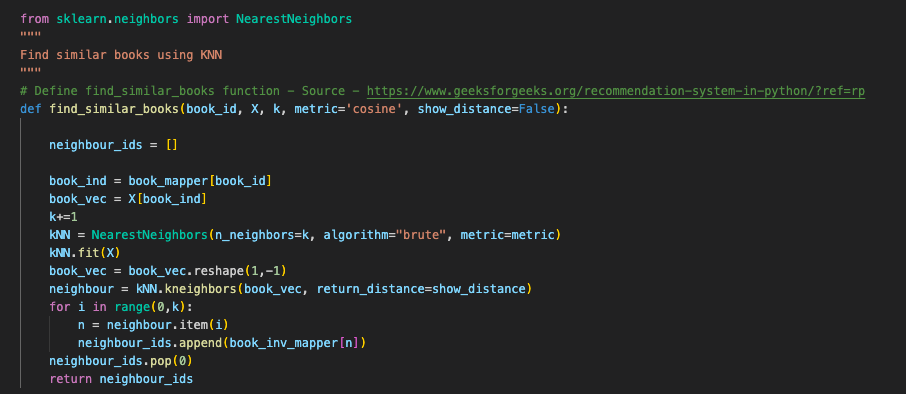 from sklearn.neighbors import NearestNeighbors
"""
Find similar books using KNN
"""
# Define find_similar_books function - Source - https://www.geeksforgeeks.org/recommendation-system-in-python/?ref=rp
def find_similar_books(book_id, X, k, metric='cosine', show_distance=False):

    neighbour_ids = []

    book_ind = book_mapper[book_id]
    book_vec = X[book_ind]
    k+=1
    kNN = NearestNeighbors(n_neighbors=k, algorithm="brute", metric=metric)
    kNN.fit(X)
    book_vec = book_vec.reshape(1,-1)
    neighbour = kNN.kneighbors(book_vec, return_distance=show_distance)
    for i in range(0,k):
        n = neighbour.item(i)
        neighbour_ids.append(book_inv_mapper[n])
    neighbour_ids.pop(0)
    return neighbour_ids